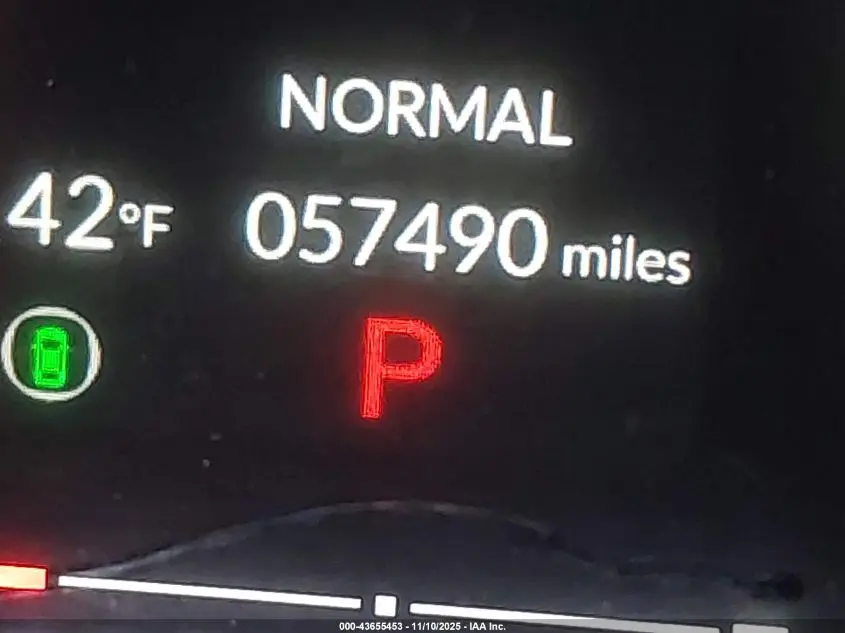 NORMAL
42°F 057490 miles
P
000-43655453 - 11/10/2025 - IAA Inc.